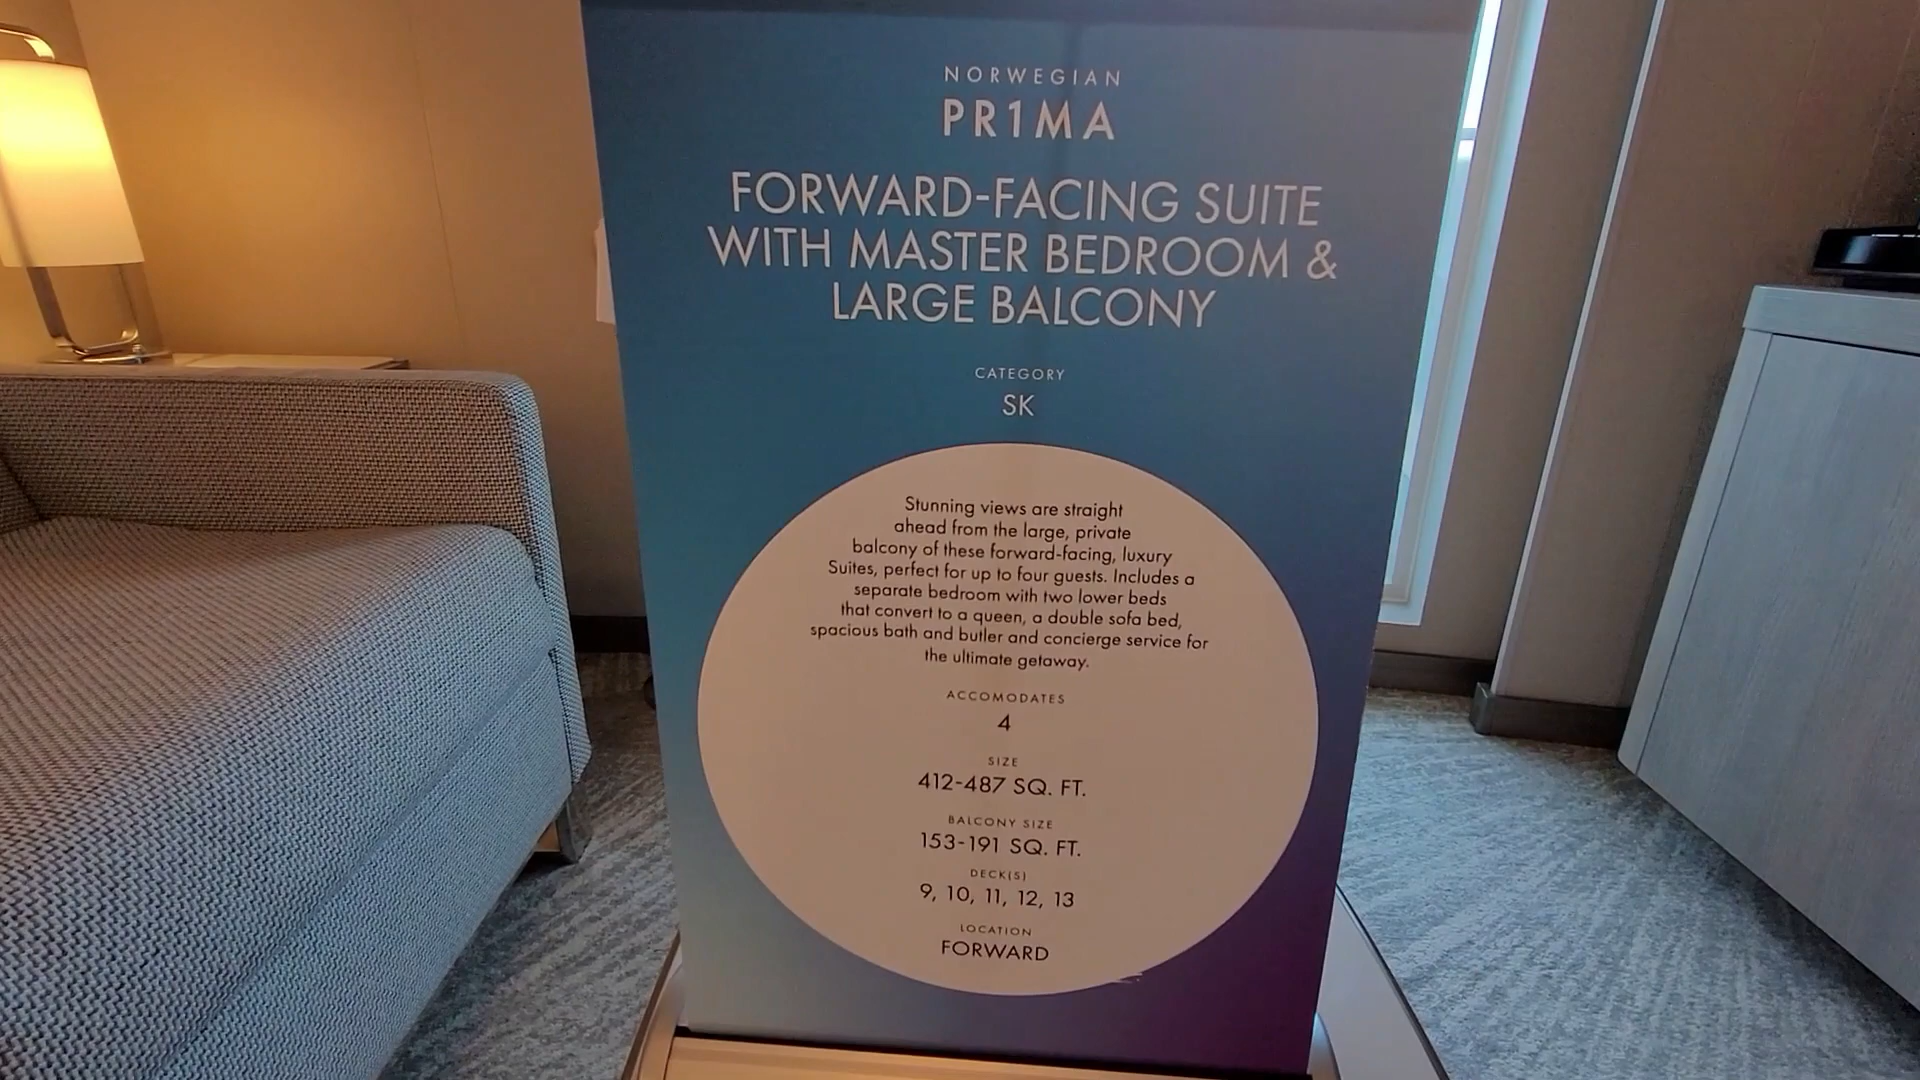 NORWEGIAN
PR1MA
FORWARD-FACING SUITE
WITH MASTER BEDROOM &
LARGE BALCONY
CATEGORY
SK
Stunning views are straight
ahead from the large, private
balcony of these forward-facing, luxury
Suites, perfect for up to four guests. Includes a
separate bedroom with two lower beds
that convert to a queen, a double sofa bed,
spacious bath and butler and concierge service for
the ultimate getaway.
ACCOMODATES
4
SIZE
412-487 SQ. FT.
BALCONY SIZE
153-191 SQ. FT.
DECK(S)
9, 10, 11, 12, 13
LOCATION
FORWARD